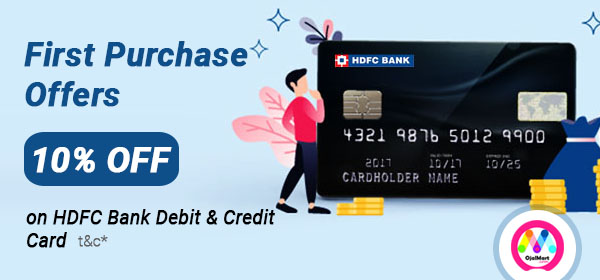 First Purchase
Offers
10% OFF
on HDFC Bank Debit & Credit
Card t&c*
HDFC BANK
4321 9876 5012 9900
2017 10/17 10/25
CARDHOLDER NAME
OjalMart